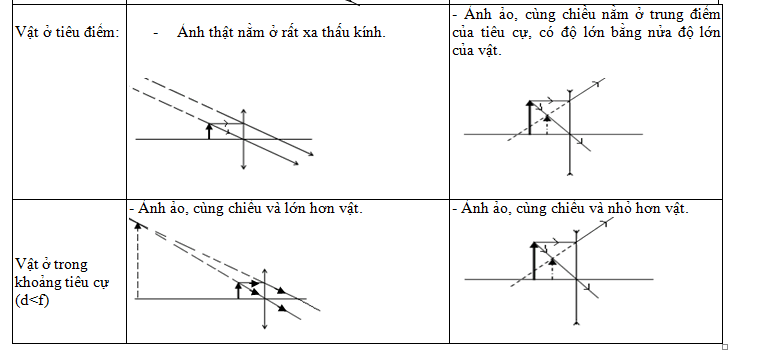 Vật ở tiêu điểm:
- Ảnh thật nằm ở rất xa thấu kính.
- Ảnh ảo, cùng chiều nằm ở trung điểm
của tiêu cự, có độ lớn bằng nửa độ lớn
của vật.
Vật ở trong
khoảng tiêu cự
(d<f)
- Ảnh ảo, cùng chiều và lớn hơn vật.
- Ảnh ảo, cùng chiều và nhỏ hơn vật.